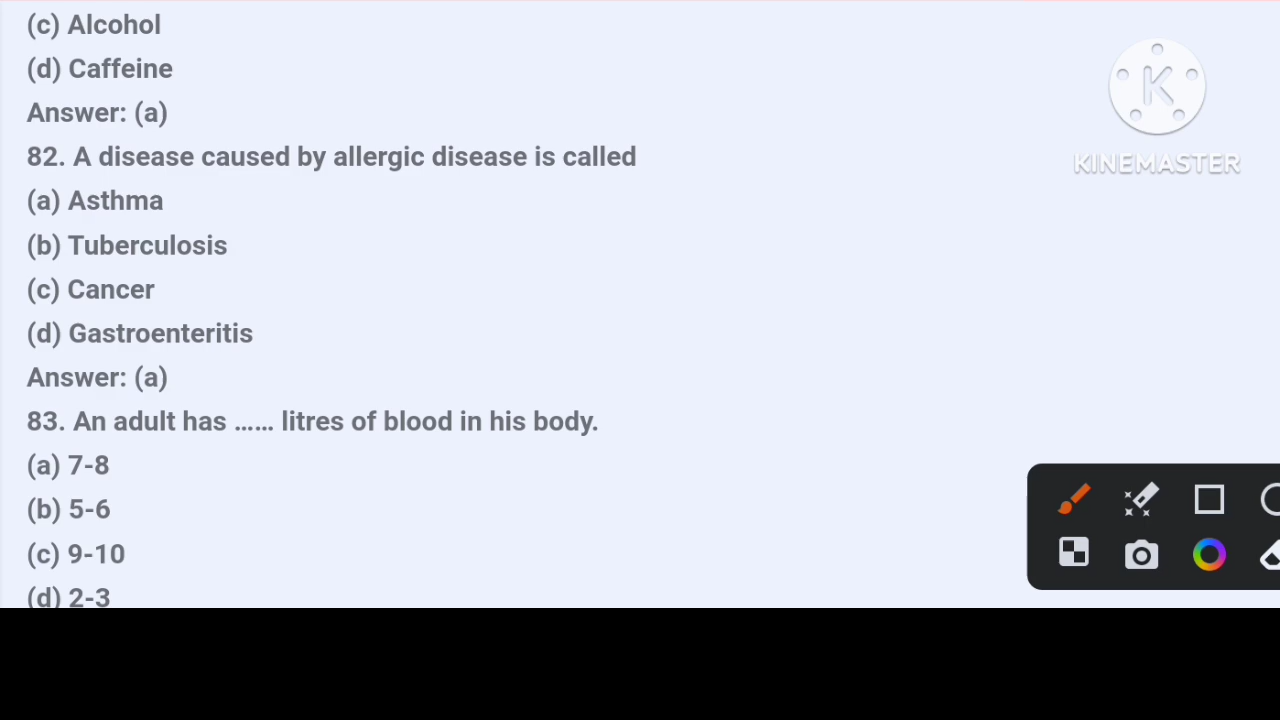 (c) Alcohol
(d) Caffeine
Answer: (a)
82. A disease caused by allergic disease is called
(a) Asthma
(b) Tuberculosis
(c) Cancer
(d) Gastroenteritis
Answer: (a)
83. An adult has …... litres of blood in his body.
(a) 7-8
(b) 5-6
(c) 9-10
(d) 2-3
K
KINEMASTER